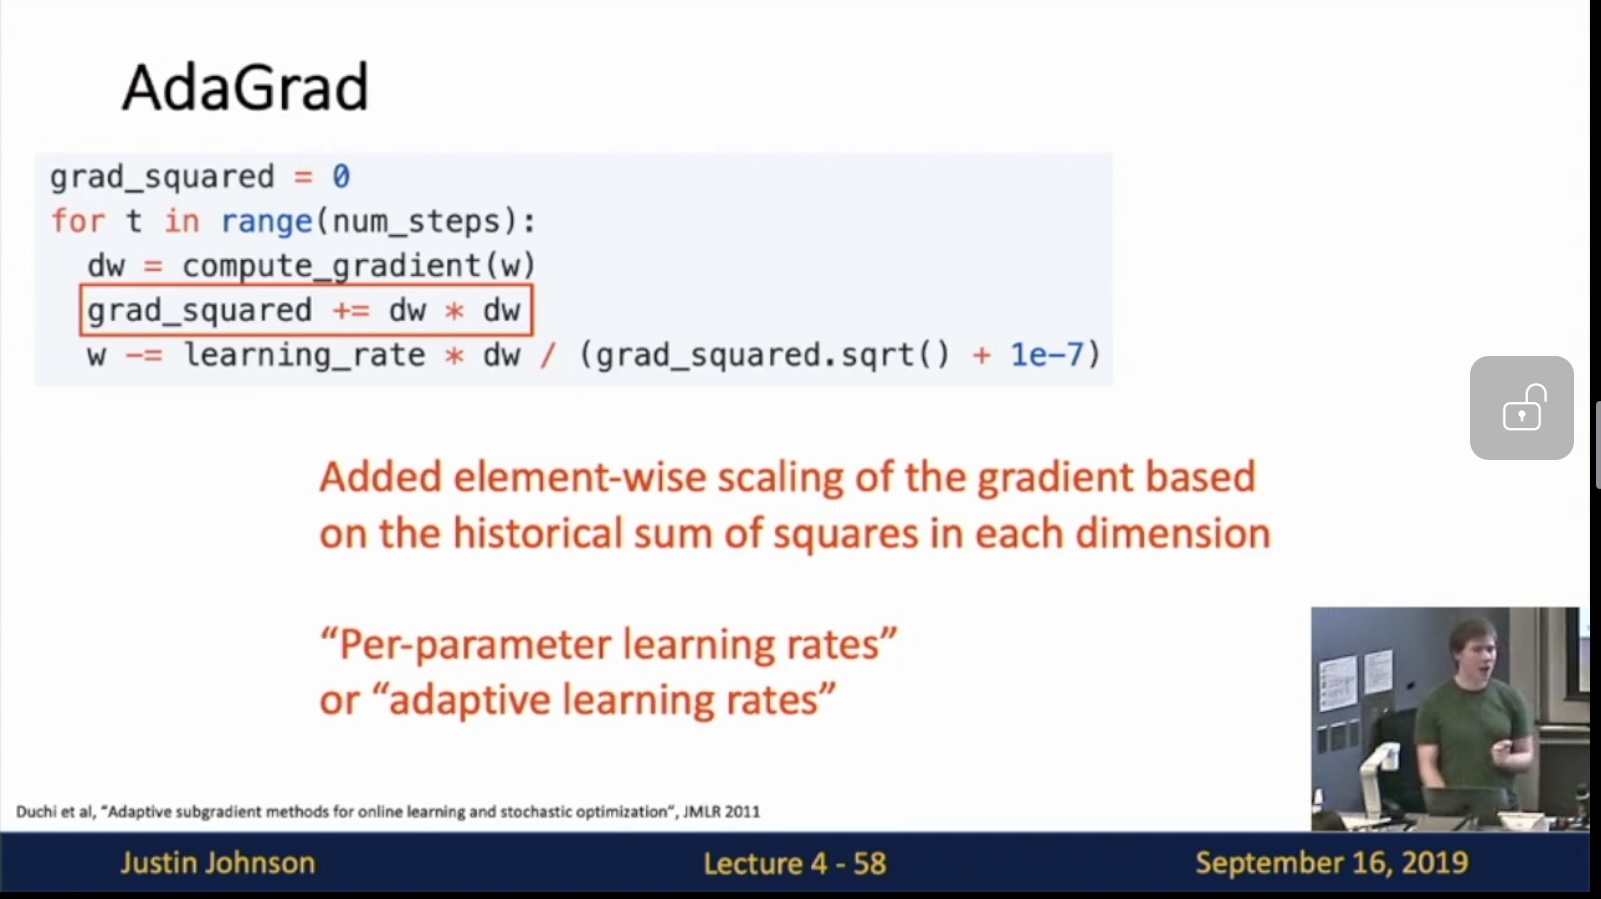 AdaGrad
grad_squared = 0
for t in range(num_steps):
  dw = compute_gradient(w)
  grad_squared += dw * dw
  w -= learning_rate * dw / (grad_squared.sqrt() + 1e-7)
Added element-wise scaling of the gradient based
on the historical sum of squares in each dimension
“Per-parameter learning rates”
or “adaptive learning rates”
Duchi et al, “Adaptive subgradient methods for online learning and stochastic optimization”, JMLR 2011
Justin Johnson
Lecture 4 - 58
September 16, 2019